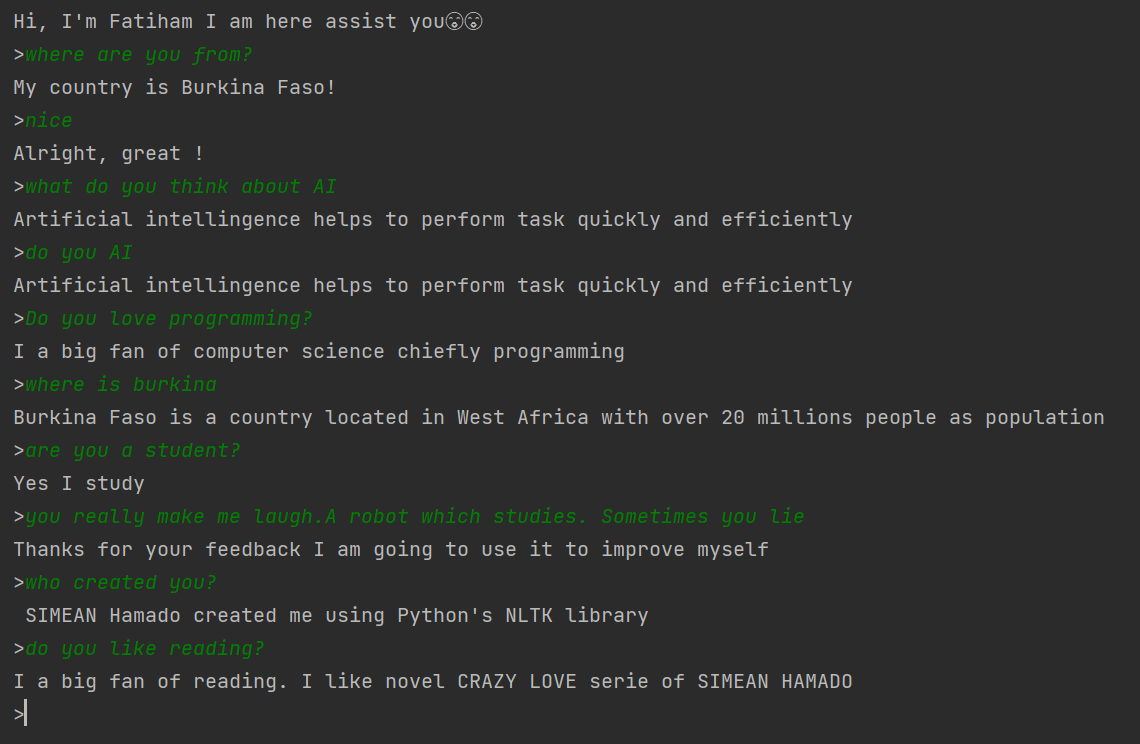 Hi, I'm Fatiham I am here assist you😲😲
>where are you from?
My country is Burkina Faso!
>nice
Alright, great !
>what do you think about AI
Artificial intellingence helps to perform task quickly and efficiently
>do you AI
Artificial intellingence helps to perform task quickly and efficiently
>Do you love programming?
I a big fan of computer science chiefly programming
>where is burkina
Burkina Faso is a country located in West Africa with over 20 millions people as population
>are you a student?
Yes I study
>you really make me laugh.A robot which studies. Sometimes you lie
Thanks for your feedback I am going to use it to improve myself
>who created you?
 SIMEAN Hamado created me using Python's NLTK library
>do you like reading?
I a big fan of reading. I like novel CRAZY LOVE serie of SIMEAN HAMADO
>